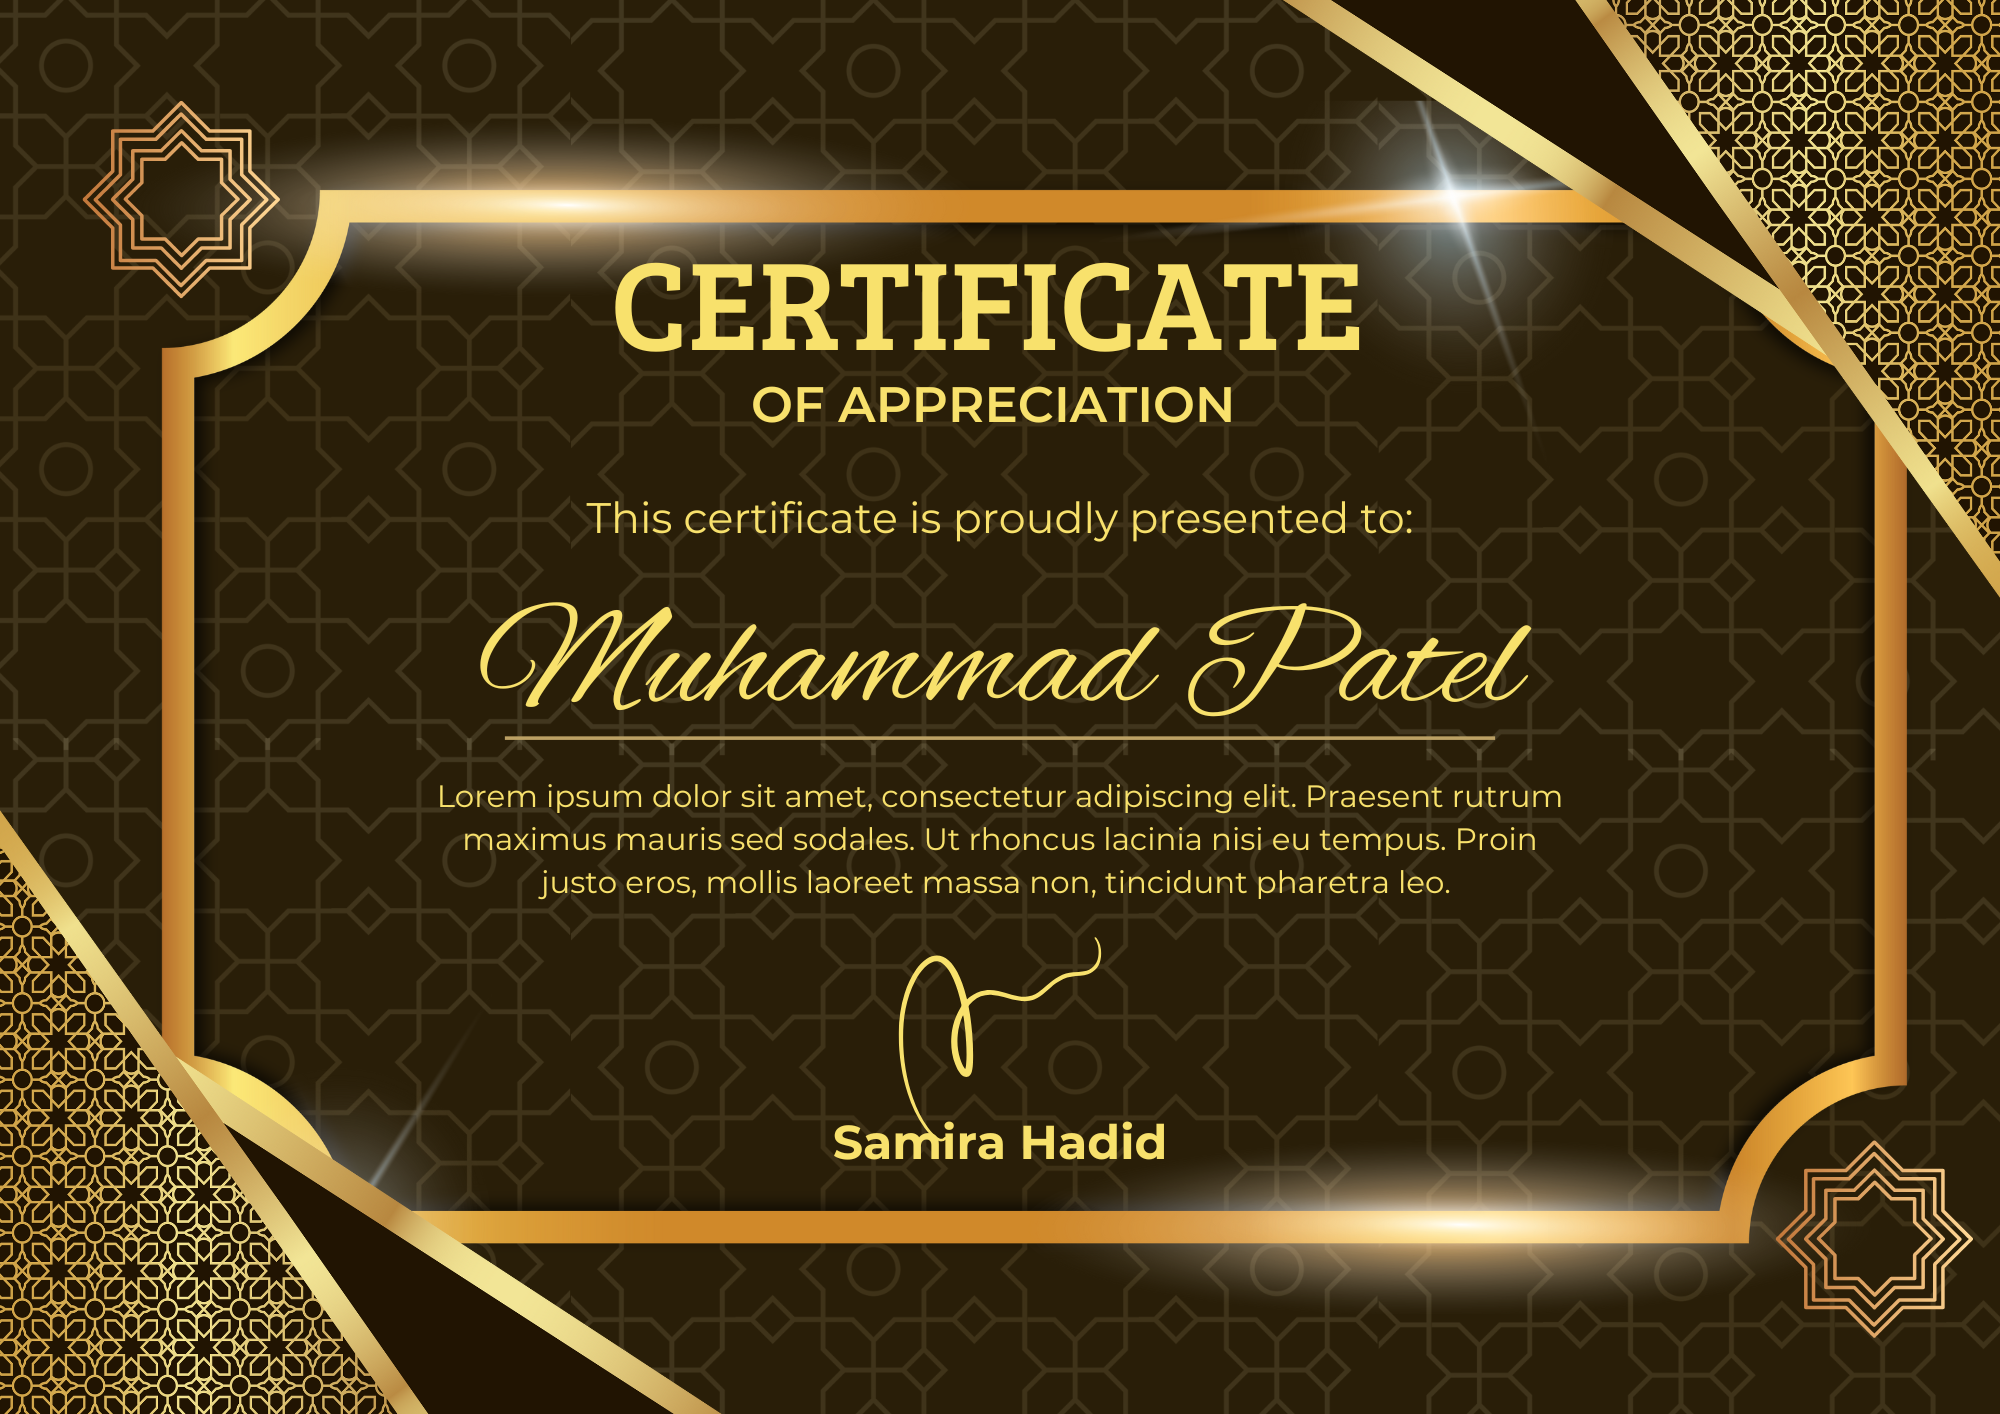 CERTIFICATE
OF APPRECIATION
This certificate is proudly presented to:
Muhammad Patel
Lorem ipsum dolor sit amet, consectetur adipiscing elit. Praesent rutrum
maximus mauris sed sodales. Ut rhoncus lacinia nisi eu tempus. Proin
justo eros, mollis laoreet massa non, tincidunt pharetra leo.
Samira Hadid